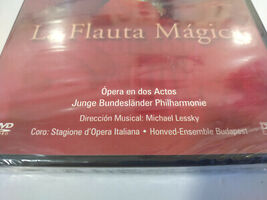 La Flauta Mágica
Ópera en dos Actos
Junge Bundesländer Philharmonie
Dirección Musical: Michael Lessky
Coro: Stagione d'Opera Italiana • Honved-Ensemble Budapest
DVD